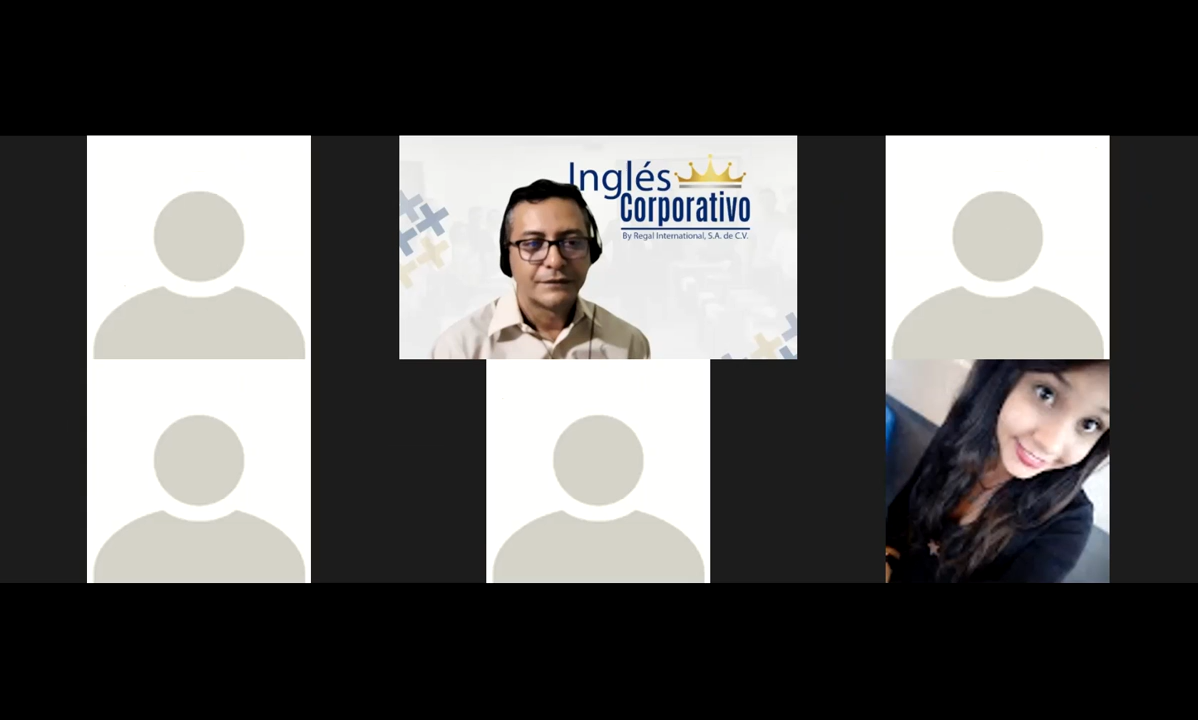 Inglés
Corporativo
By Regal International, S.A. de C.V.